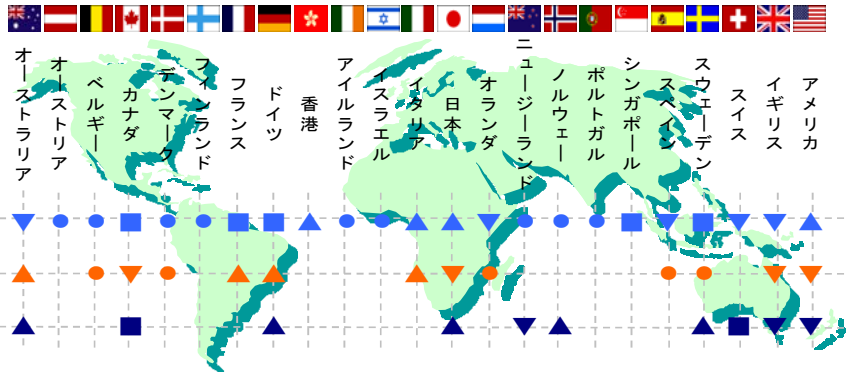 オーストラリア
オーストリア
ベルギー
カナダ
デンマーク
フィンランド
フランス
ドイツ
香港
アイルランド
イスラエル
イタリア
日本
オランダ
ニュージーランド
ノルウェー
ポルトガル
シンガポール
スペイン
スウェーデン
スイス
イギリス
アメリカ